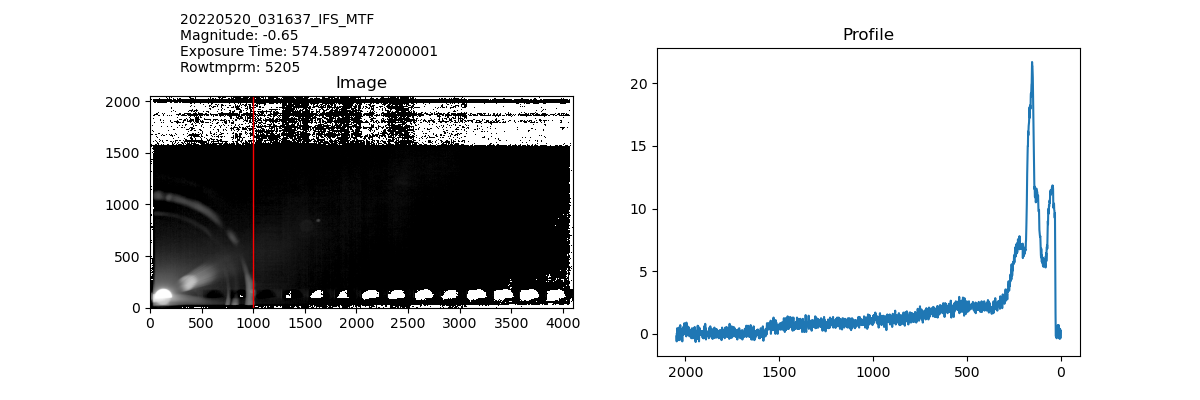 20220520_031637_IFS_MTF
Magnitude: -0.65
Exposure Time: 574.5897472000001
Rowtmprm: 5205
Image
2000
1500
1000
500
0
0 500 1000 1500 2000 2500 3000 3500 4000
Profile
20
15
10
5
0
2000 1500 1000 500 0